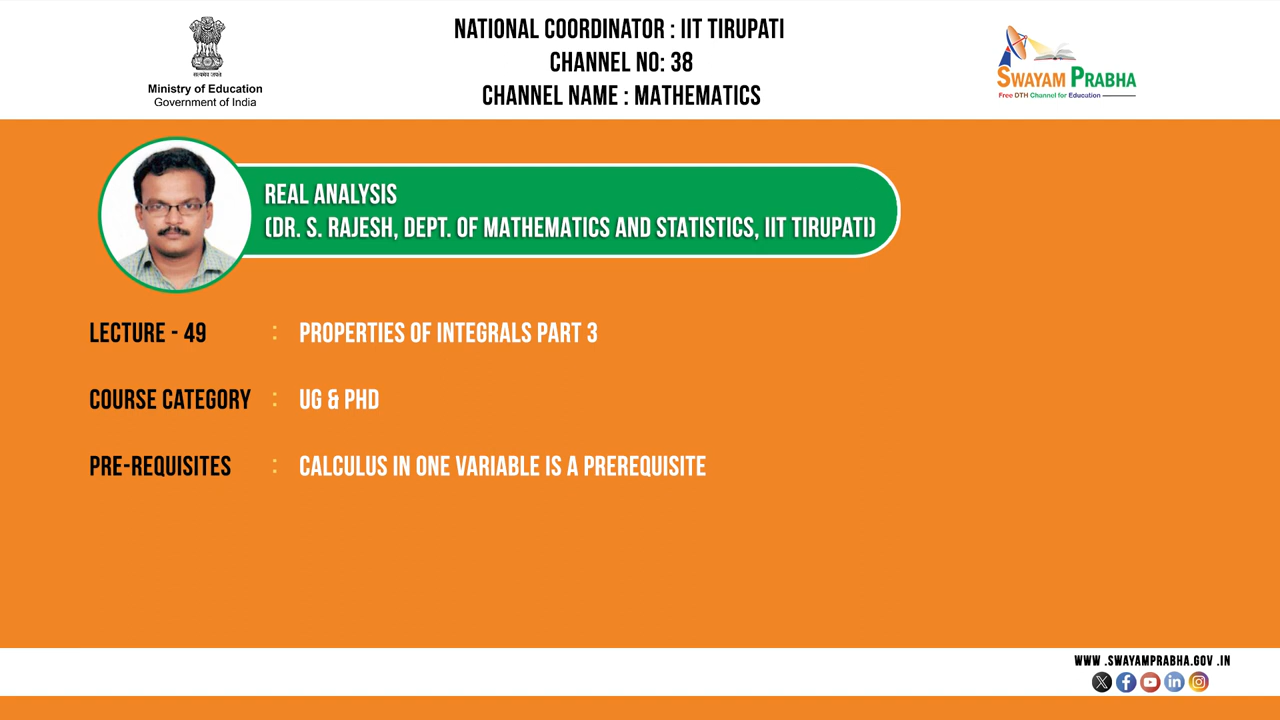 सत्यमेव जयते
Ministry of Education
Government of India
NATIONAL COORDINATOR : IIT TIRUPATI
CHANNEL NO: 38
CHANNEL NAME : MATHEMATICS
SWAYAM PRABHA
Free DTH Channel for Education
REAL ANALYSIS
(DR. S. RAJESH, DEPT. OF MATHEMATICS AND STATISTICS, IIT TIRUPATI)
LECTURE - 49 : PROPERTIES OF INTEGRALS PART 3
COURSE CATEGORY : UG & PHD
PRE-REQUISITES : CALCULUS IN ONE VARIABLE IS A PREREQUISITE
WWW .SWAYAMPRABHA.GOV .IN